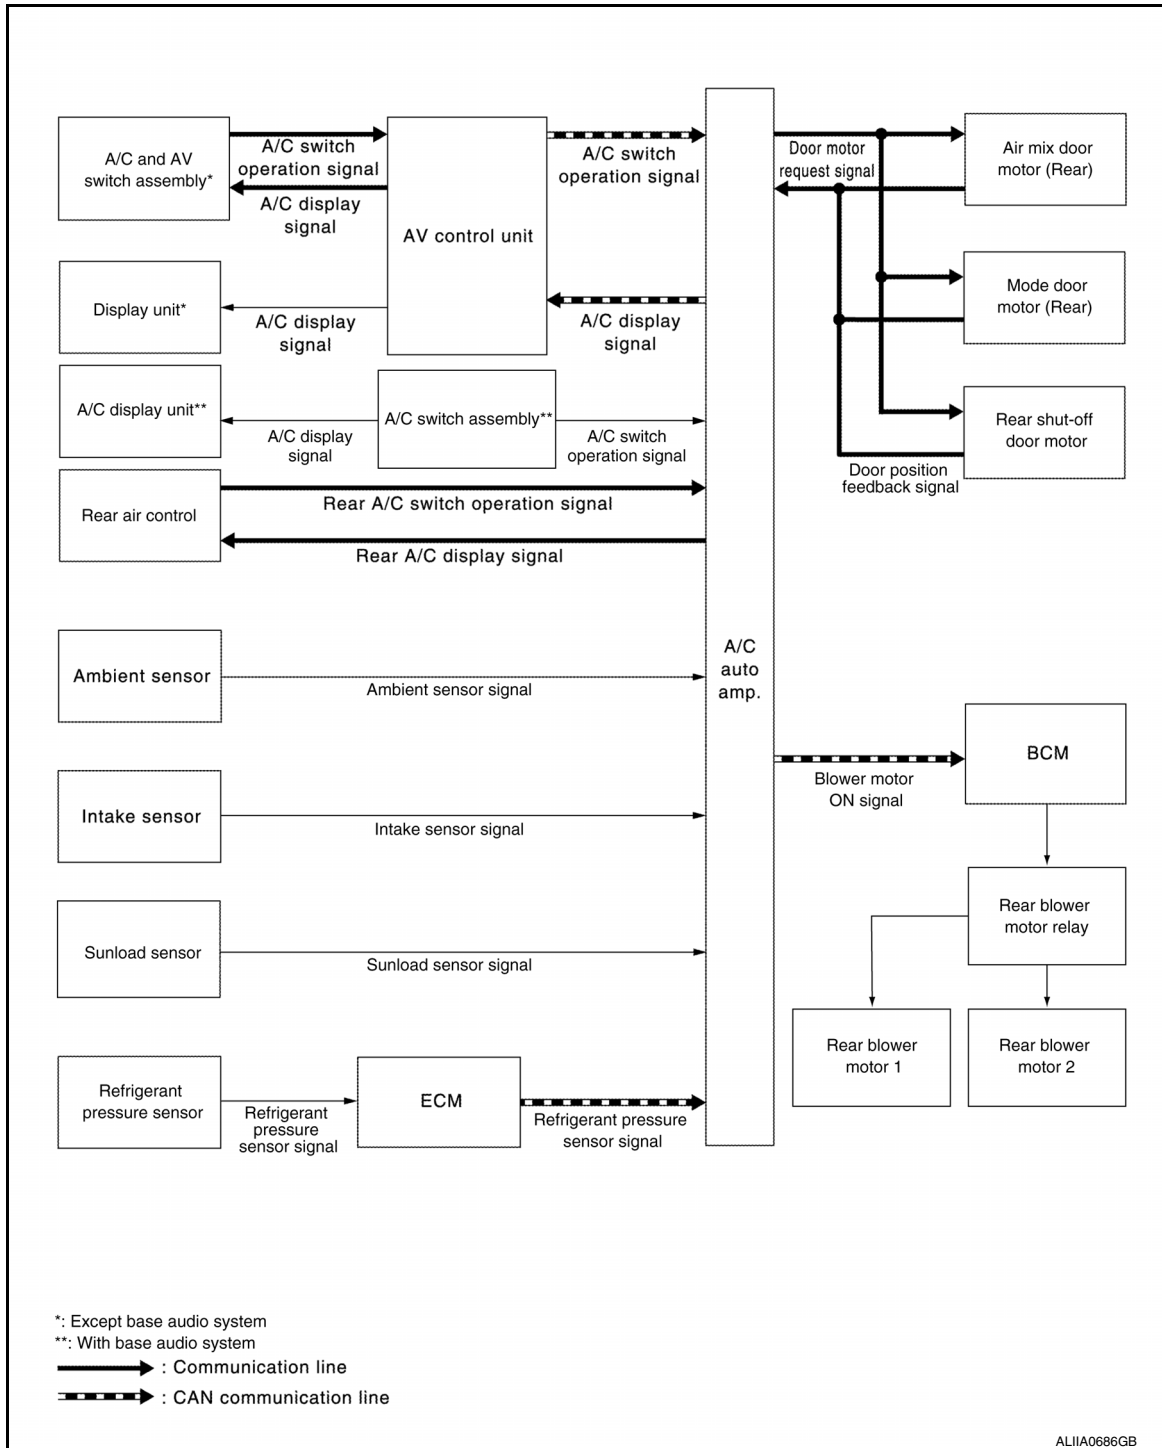 A/C and AV
switch assembly*
A/C switch
operation signal
A/C display
signal
AV control unit
A/C switch
operation signal
A/C display
signal
Door motor
request signal
Air mix door
motor (Rear)
Mode door
motor (Rear)
Rear shut-off
door motor
Door position
feedback signal
Display unit*
A/C display
signal
A/C display unit**
A/C display
signal
A/C switch assembly**
A/C switch
operation signal
Rear air control
Rear A/C switch operation signal
Rear A/C display signal
A/C
auto
amp.
Ambient sensor
Ambient sensor signal
Intake sensor
Intake sensor signal
Sunload sensor
Sunload sensor signal
Refrigerant
pressure sensor
Refrigerant
pressure
sensor signal
ECM
Refrigerant pressure
sensor signal
Blower motor
ON signal
BCM
Rear blower
motor relay
Rear blower
motor 1
Rear blower
motor 2
*: Except base audio system
**: With base audio system
: Communication line
: CAN communication line
ALIIA0686GB